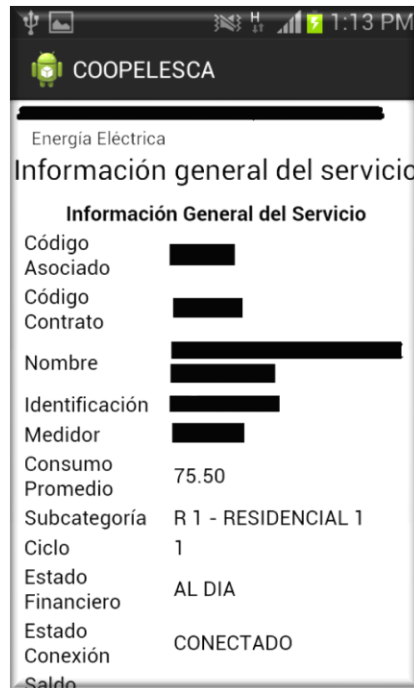 H 1:13 PM
COOPELESCA
Energía Eléctrica
Información general del servicio
Información General del Servicio
Código
Asociado
Código
Contrato
Nombre
Identificación
Medidor
Consumo
Promedio 75.50
Subcategoría R 1 - RESIDENCIAL 1
Ciclo 1
Estado
Financiero AL DIA
Estado
Conexión CONECTADO
Saldo